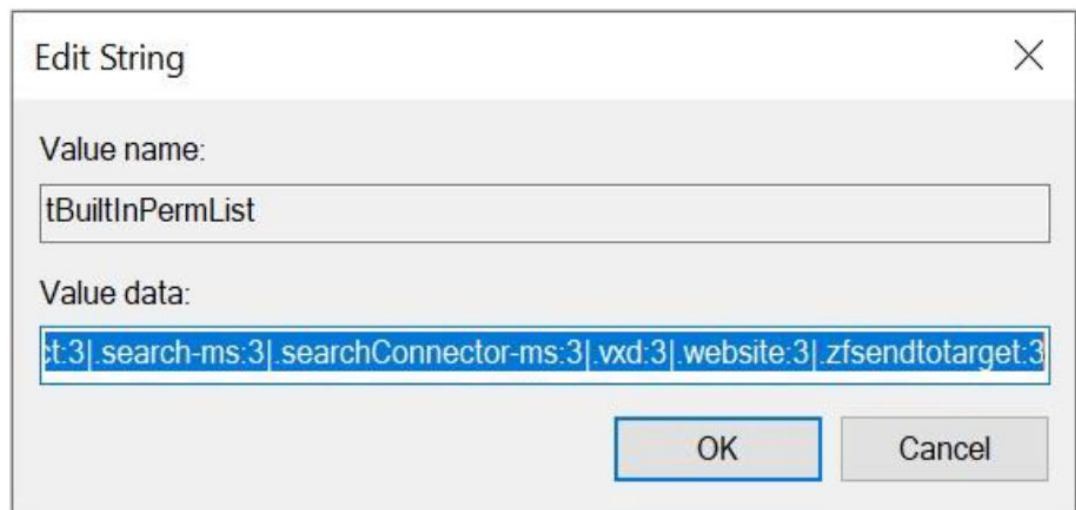 Edit String
Value name:
tBuiltInPermList
Value data:
ct:3|.search-ms:3|.searchConnector-ms:3|.vxd:3|.website:3|.zfsendtotarget:3
OK Cancel